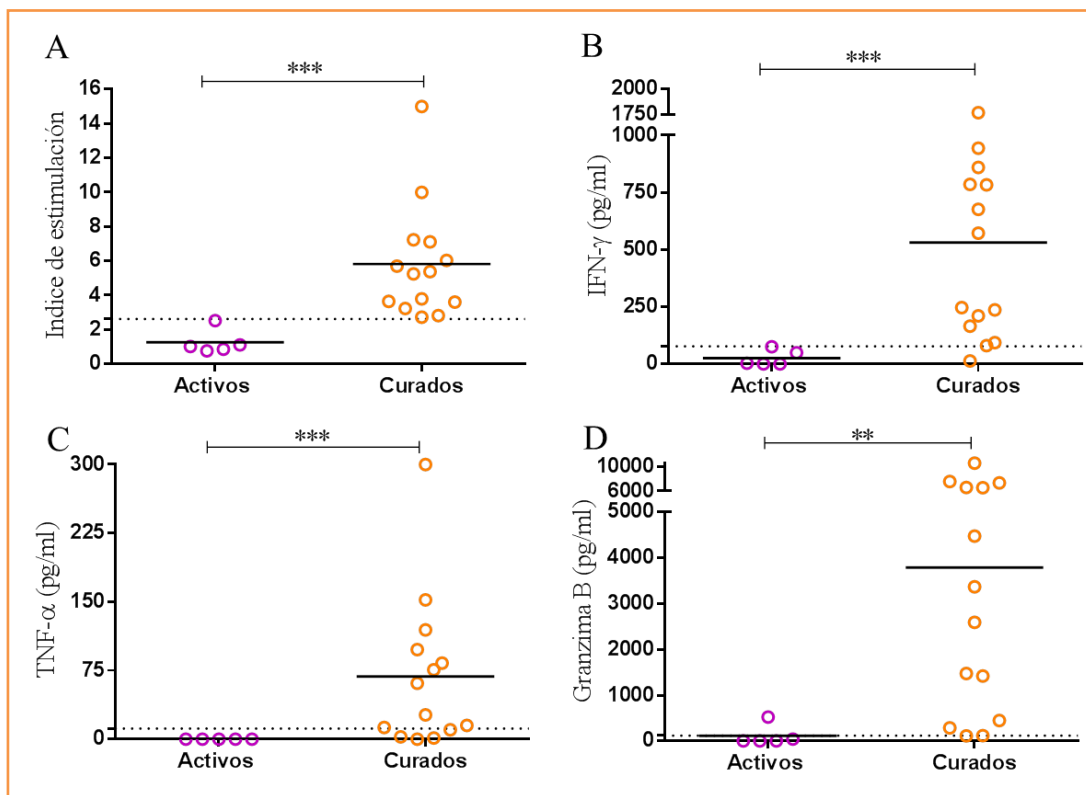 A
***
Indice de estimulación
16
14
12
10
8
6
4
2
0
Activos
Curados
B
***
IFN-γ (pg/ml)
2000
1750
1000
750
500
250
0
Activos
Curados
C
***
TNF-α (pg/ml)
300
225
150
75
0
Activos
Curados
D
**
Granzima B (pg/ml)
10000
6000
5000
4000
3000
2000
1000
0
Activos
Curados